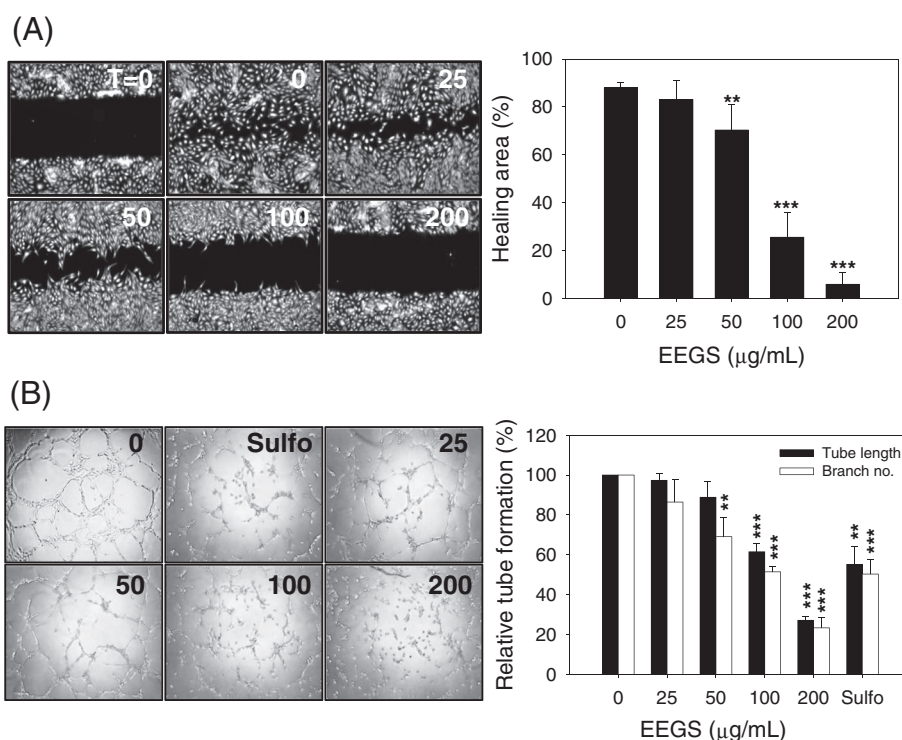 (A)
T=0
0
25
50
100
200
100
80
60
40
20
0
Healing area (%)
**
***
***
0 25 50 100 200
EEGS (μg/mL)
(B)
0
Sulfo
25
50
100
200
120
100
80
60
40
20
0
Relative tube formation (%)
Tube length
Branch no.
**
***
***
***
***
**
***
0 25 50 100 200 Sulfo
EEGS (μg/mL)